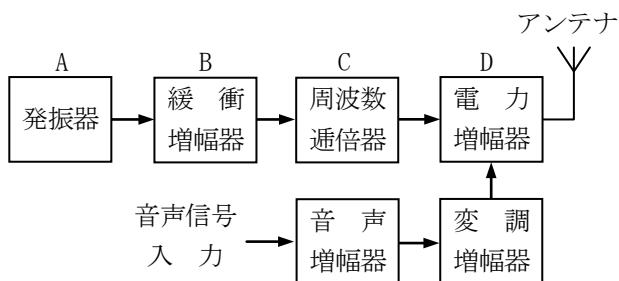 アンテナ
A B C D
発振器
緩 衝
増幅器
周波数
逓倍器
電 力
増幅器
音声信号
入 力
音 声
増幅器
変 調
増幅器